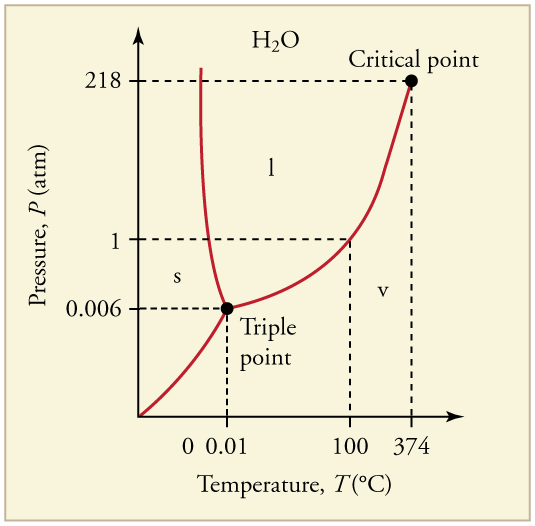 H₂O
Critical point
218
l
1
s
v
0.006
Triple
point
0 0.01 100 374
Temperature, T(°C)
Pressure, P (atm)